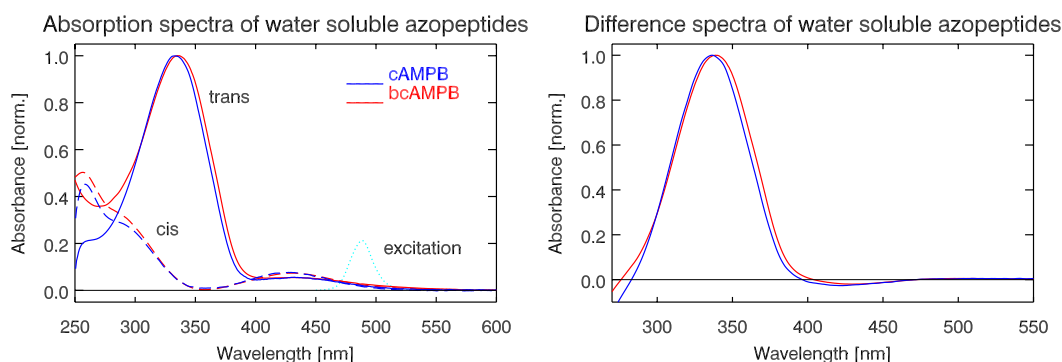 Absorption spectra of water soluble azopeptides
Absorbance [norm.]
1.0
0.8
0.6
0.4
0.2
0.0
trans
cAMPB
bcAMPB
cis
excitation
250 300 350 400 450 500 550 600
Wavelength [nm]
Difference spectra of water soluble azopeptides
Absorbance [norm.]
1.0
0.8
0.6
0.4
0.2
0.0
300 350 400 450 500 550
Wavelength [nm]